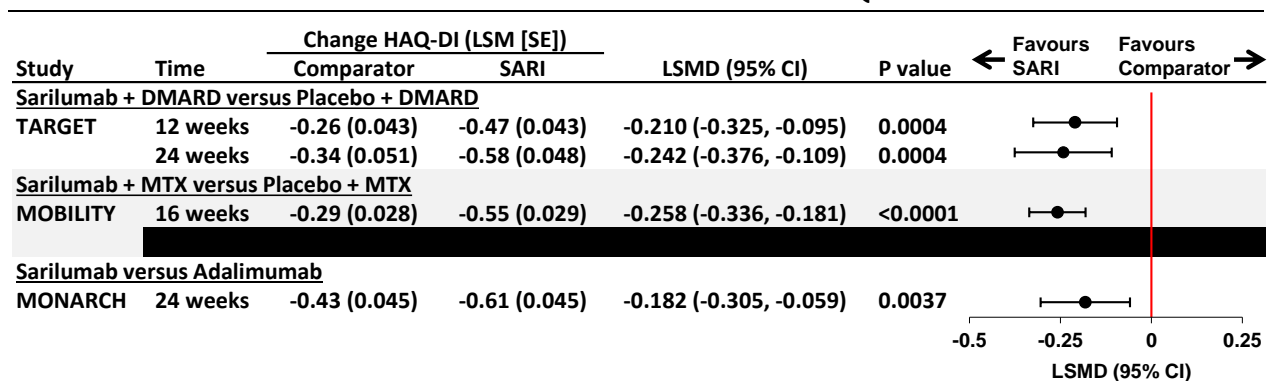 Change HAQ-DI (LSM [SE])
Favours Favours
Study Time Comparator SARI LSMD (95% CI) P value SARI Comparator
Sarilumab + DMARD versus Placebo + DMARD
TARGET 12 weeks -0.26 (0.043) -0.47 (0.043) -0.210 (-0.325, -0.095) 0.0004
24 weeks -0.34 (0.051) -0.58 (0.048) -0.242 (-0.376, -0.109) 0.0004
Sarilumab + MTX versus Placebo + MTX
MOBILITY 16 weeks -0.29 (0.028) -0.55 (0.029) -0.258 (-0.336, -0.181) <0.0001
Sarilumab versus Adalimumab
MONARCH 24 weeks -0.43 (0.045) -0.61 (0.045) -0.182 (-0.305, -0.059) 0.0037
-0.5 -0.25 0 0.25
LSMD (95% CI)